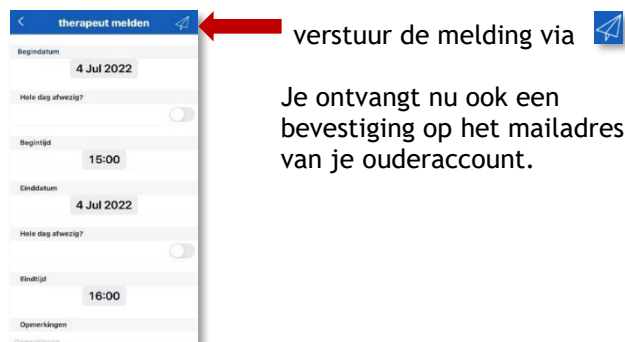 therapeut melden
Begindatum
4 Jul 2022
Hele dag afwezig?
Begintijd
15:00
Einddatum
4 Jul 2022
Hele dag afwezig?
Eindtijd
16:00
Opmerkingen
verstuur de melding via
Je ontvangt nu ook een
bevestiging op het mailadres
van je ouderaccount.